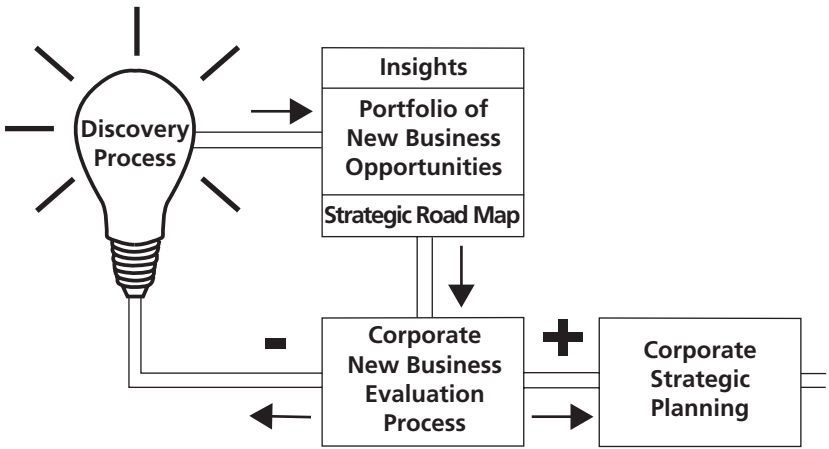 Discovery
Process
Insights
Portfolio of
New Business
Opportunities
Strategic Road Map
-
Corporate
New Business
Evaluation
Process
+
Corporate
Strategic
Planning